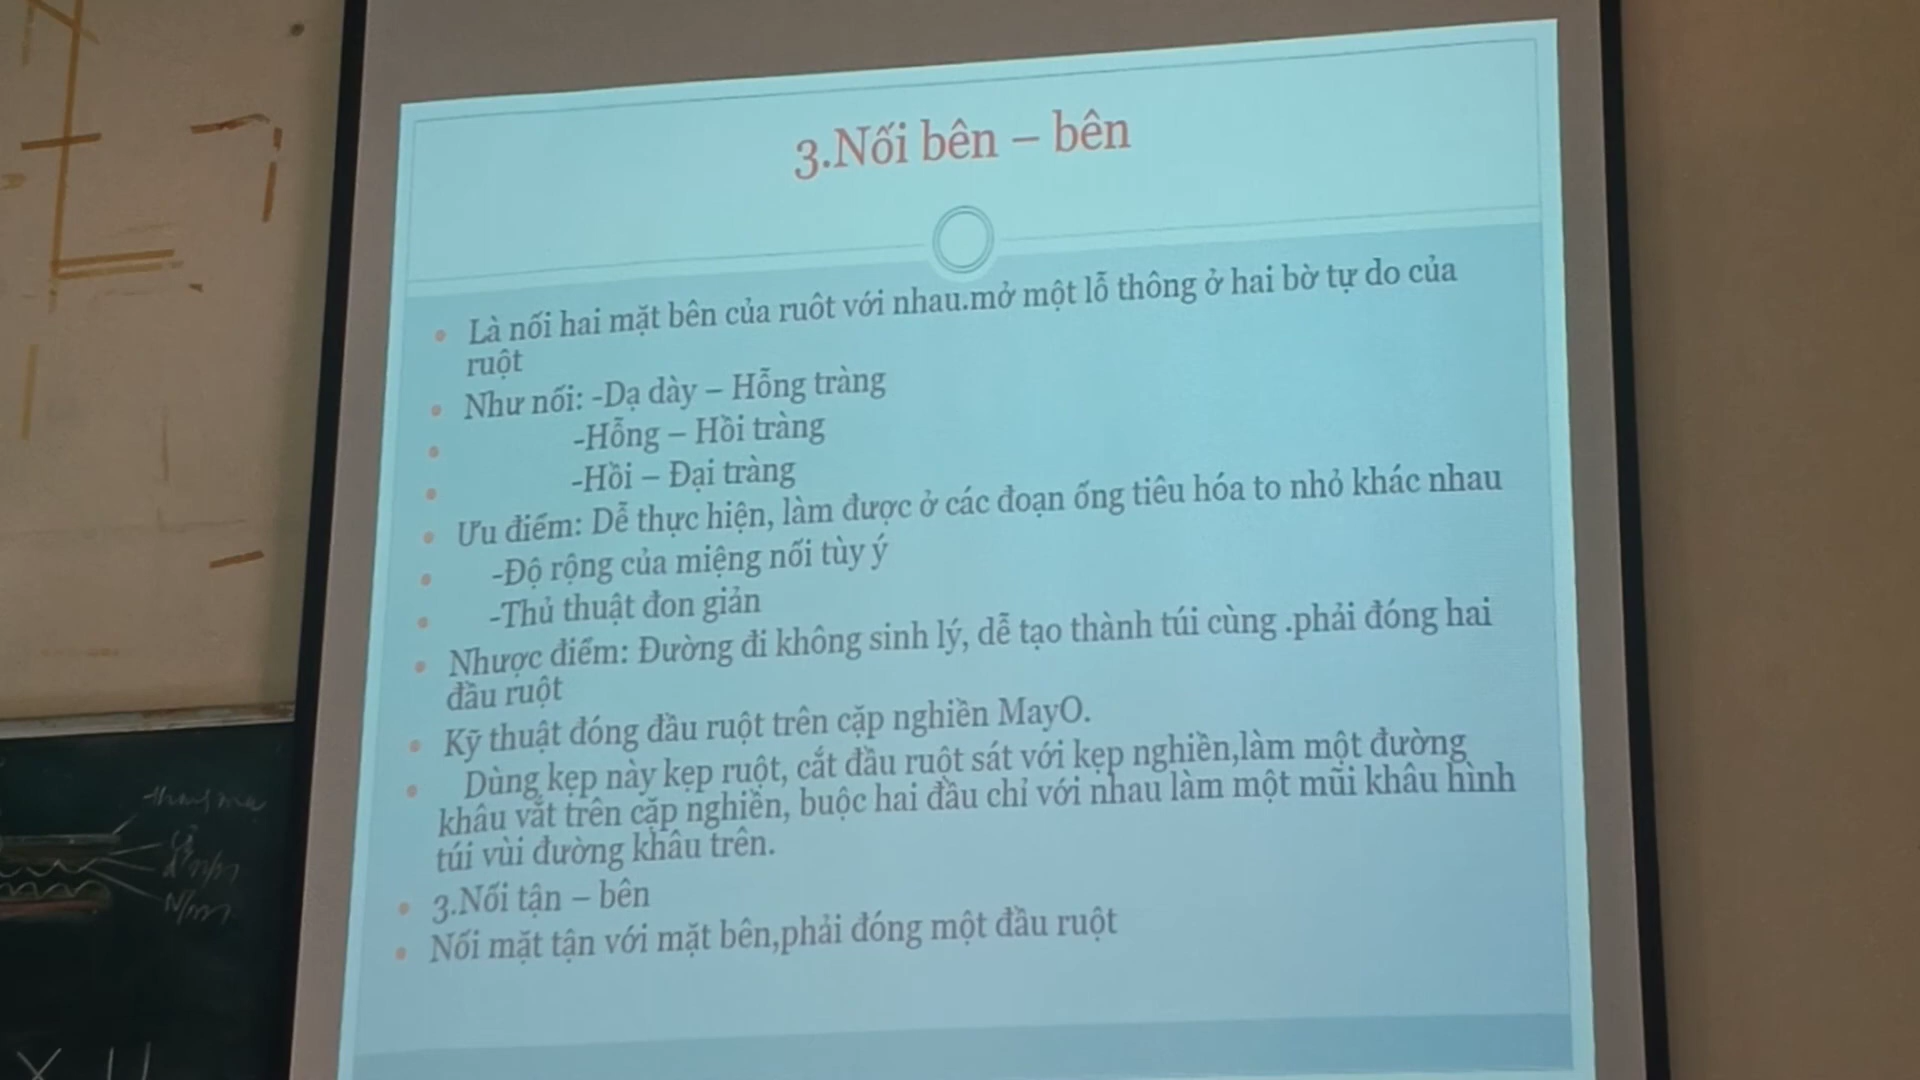 3.Nối bên – bên
Là nối hai mặt bên của ruôt với nhau.mở một lỗ thông ở hai bờ tự do của
ruột
Như nối: -Dạ dày – Hỗng tràng
-Hỗng – Hồi tràng
-Hồi – Đại tràng
Ưu điểm: Dễ thực hiện, làm được ở các đoạn ống tiêu hóa to nhỏ khác nhau
-Độ rộng của miệng nối tùy ý
-Thủ thuật đon giản
Nhược điểm: Đường đi không sinh lý, dễ tạo thành túi cùng .phải đóng hai
đầu ruột
Kỹ thuật đóng đầu ruột trên cặp nghiền MayO.
Dùng kẹp này kẹp ruột, cắt đầu ruột sát với kẹp nghiền,làm một đường
khâu vắt trên cặp nghiền, buộc hai đầu chỉ với nhau làm một mũi khâu hình
túi vùi đường khâu trên.
3.Nối tận – bên
Nối mặt tận với mặt bên,phải đóng một đầu ruột